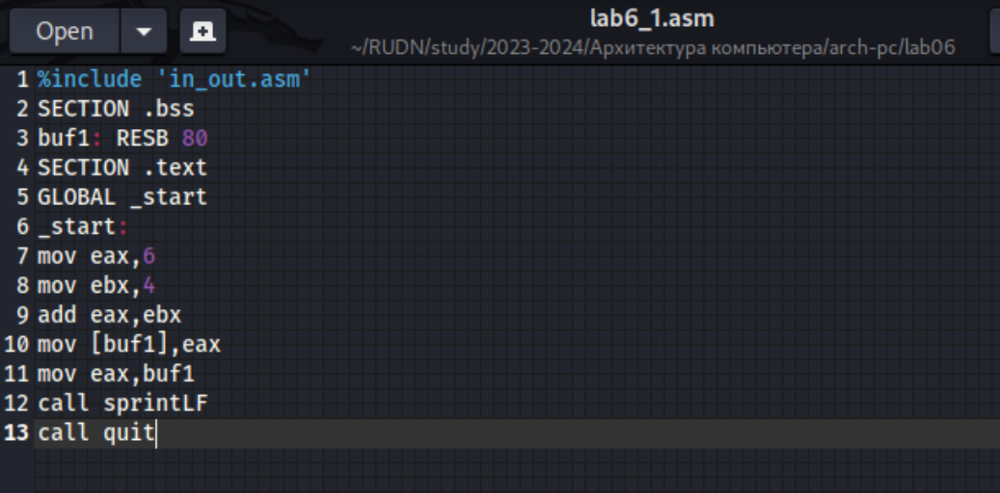 Open
lab6_1.asm
~/RUDN/study/2023-2024/Архитектура компьютера/arch-pc/lab06
1 %include 'in_out.asm'
2 SECTION .bss
3 buf1: RESB 80
4 SECTION .text
5 GLOBAL _start
6 _start:
7 mov eax,6
8 mov ebx,4
9 add eax,ebx
10 mov [buf1],eax
11 mov eax,buf1
12 call sprintLF
13 call quit